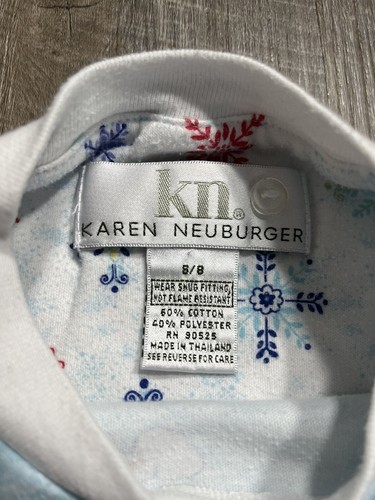 kn.
KAREN NEUBURGER
8/8
WEAR SNUG FITTING,
NOT FLAME RESISTANT
60% COTTON
40% POLYESTER
RN 90525
MADE IN THAILAND
SEE REVERSE FOR CARE